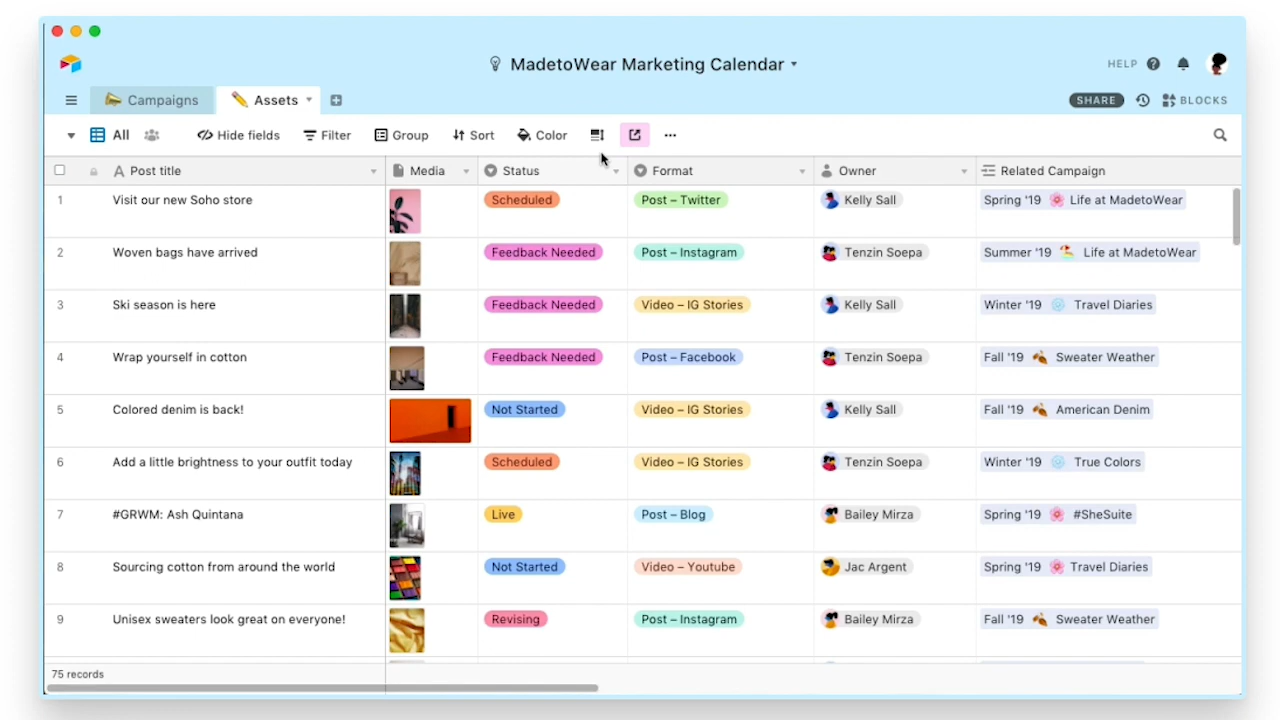 MadetoWear Marketing Calendar
HELP
Campaigns
Assets
SHARE
BLOCKS
All
Hide fields
Filter
Group
Sort
Color
Post title
Media
Status
Format
Owner
Related Campaign
1 Visit our new Soho store Scheduled Post – Twitter Kelly Sall Spring '19 🌸 Life at MadetoWear
2 Woven bags have arrived Feedback Needed Post – Instagram Tenzin Soepa Summer '19 ⛱️ Life at MadetoWear
3 Ski season is here Feedback Needed Video – IG Stories Kelly Sall Winter '19 ❄️ Travel Diaries
4 Wrap yourself in cotton Feedback Needed Post – Facebook Tenzin Soepa Fall '19 🍂 Sweater Weather
5 Colored denim is back! Not Started Video – IG Stories Kelly Sall Fall '19 🍂 American Denim
6 Add a little brightness to your outfit today Scheduled Video – IG Stories Tenzin Soepa Winter '19 ❄️ True Colors
7 #GRWM: Ash Quintana Live Post – Blog Bailey Mirza Spring '19 🌸 #SheSuite
8 Sourcing cotton from around the world Not Started Video – Youtube Jac Argent Spring '19 🌸 Travel Diaries
9 Unisex sweaters look great on everyone! Revising Post – Instagram Bailey Mirza Fall '19 🍂 Sweater Weather
75 records